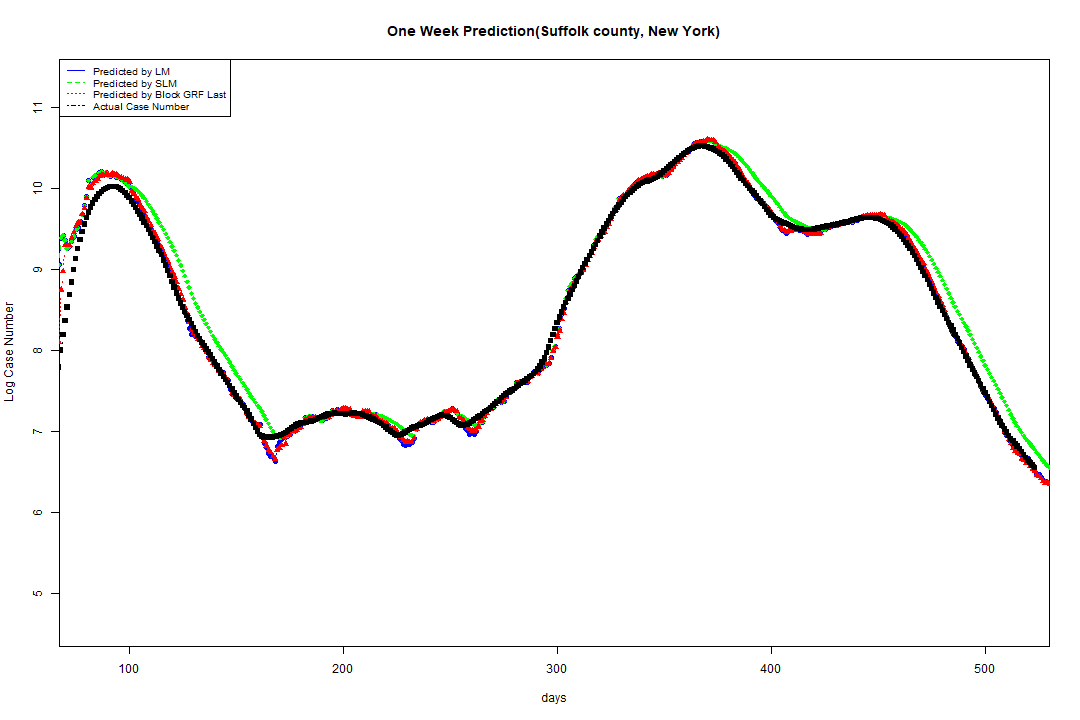 One Week Prediction(Suffolk county, New York)
Predicted by LM
Predicted by SLM
Predicted by Block GRF Last
Actual Case Number
11
10
9
8
7
6
5
Log Case Number
100 200 300 400 500
days